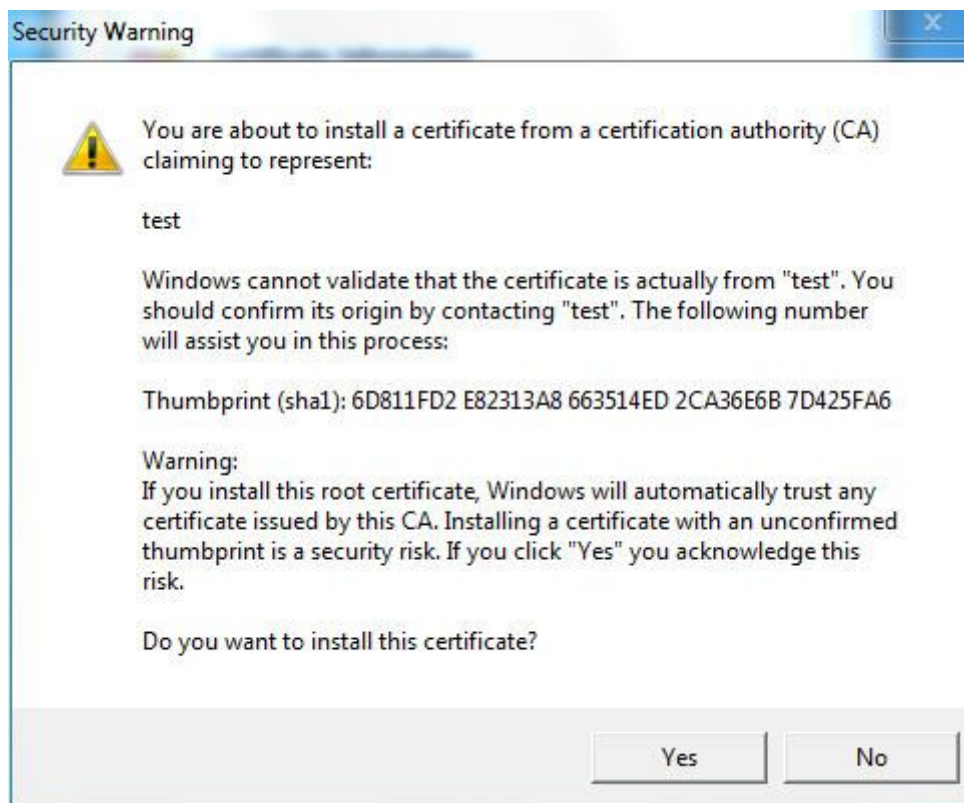 Security Warning
You are about to install a certificate from a certification authority (CA)
claiming to represent:
test
Windows cannot validate that the certificate is actually from "test". You
should confirm its origin by contacting "test". The following number
will assist you in this process:
Thumbprint (sha1): 6D811FD2 E82313A8 663514ED 2CA36E6B 7D425FA6
Warning:
If you install this root certificate, Windows will automatically trust any
certificate issued by this CA. Installing a certificate with an unconfirmed
thumbprint is a security risk. If you click "Yes" you acknowledge this
risk.
Do you want to install this certificate?
Yes
No